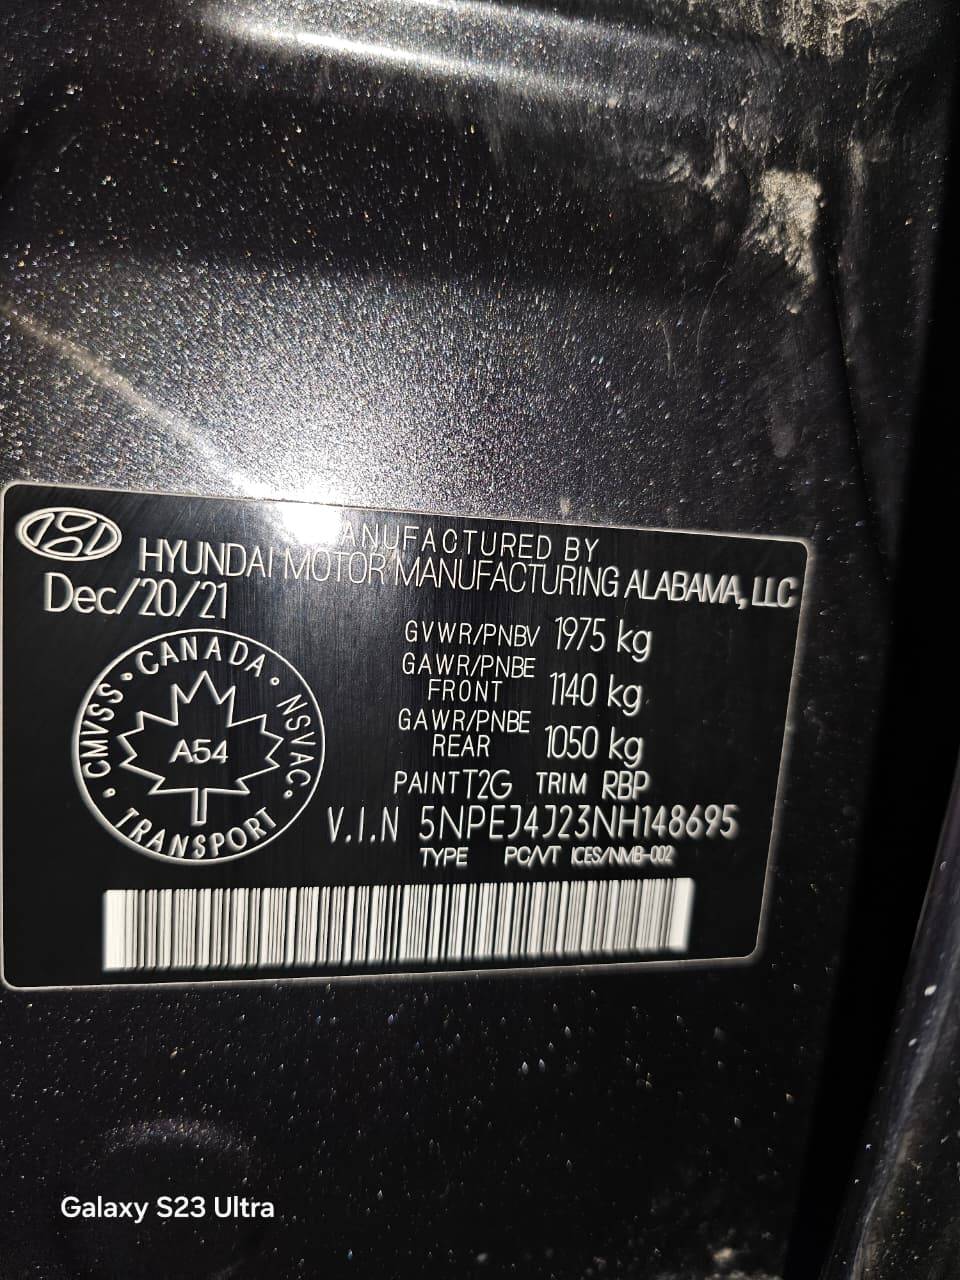 MANUFACTURED BY
HYUNDAI MOTOR MANUFACTURING ALABAMA, LLC
Dec/20/21
GVWR/PNBV 1975 kg
GAWR/PNBE FRONT 1140 kg
GAWR/PNBE REAR 1050 kg
PAINT T2G TRIM RBP
V.I.N 5NPEJ4J23NH148695
TYPE PC/VT ICES/NMB-002
CANADA · NSVAC · TRANSPORT · CMVSS ·
A54
Galaxy S23 Ultra